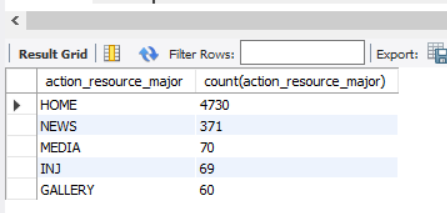 Result Grid Filter Rows: Export:
action_resource_major count(action_resource_major)
HOME 4730
NEWS 371
MEDIA 70
INJ 69
GALLERY 60